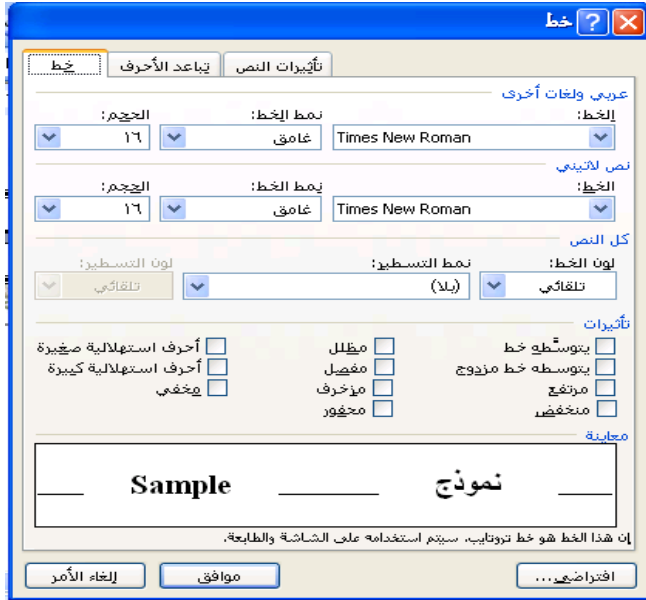 خط
خط تباعد الأحرف تأثيرات النص
عربي ولغات أخرى
الخط: نمط الخط: الحجم:
Times New Roman غامق ١٦
نص لاتيني
الخط: نمط الخط: الحجم:
Times New Roman غامق ١٦
كل النص
لون الخط: نمط التسطير: لون التسطير:
تلقائي (بلا) تلقائي
تأثيرات
يتوسطه خط مظلل أحرف استهلالية صغيرة
يتوسطه خط مزدوج مفصل أحرف استهلالية كبيرة
مرتفع مزخرف مخفي
منخفض محفور
معاينة
نموذج Sample
إن هذا الخط هو خط تروتايب. سيتم استخدامه على الشاشة والطابعة.
افتراضي... موافق إلغاء الأمر